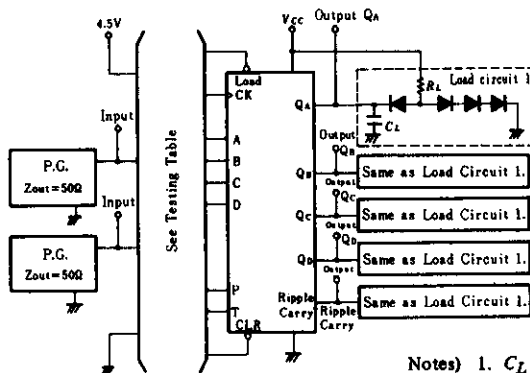 4.5V
Input
P.G.
Zout=50Ω
Input
P.G.
Zout=50Ω
See Testing Table
VCC
Output QA
Load
CK
A
B
C
D
P
T
CLR
QA
QB
QC
QD
Ripple
Carry
Load circuit 1
RL
CL
Output
QB
Same as Load Circuit 1.
Output
QC
Same as Load Circuit 1.
Output
QD
Same as Load Circuit 1.
Output
Ripple
Carry
Same as Load Circuit 1.
Notes) 1. CL